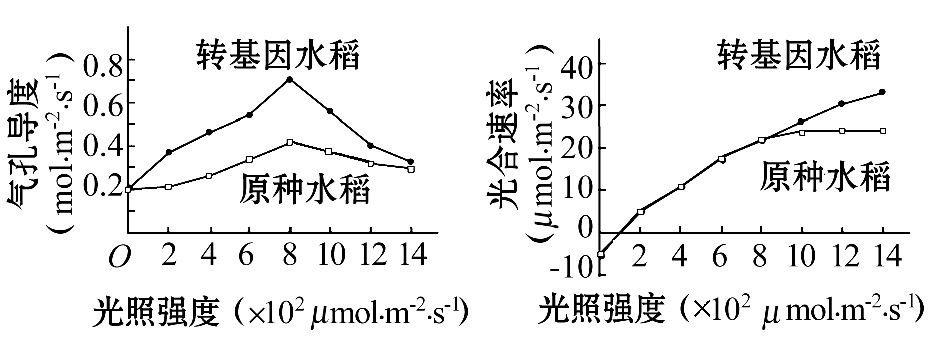 气孔导度
(mol·m-2·s-1)
0.8
0.6
0.4
0.2
转基因水稻
原种水稻
O 2 4 6 8 10 12 14
光照强度 (×10² μmol·m-2·s-1)
光合速率
(μmol·m-2·s-1)
40
30
20
10
0
-10
转基因水稻
原种水稻
2 4 6 8 10 12 14
光照强度 (×10² μ mol·m-2·s-1)